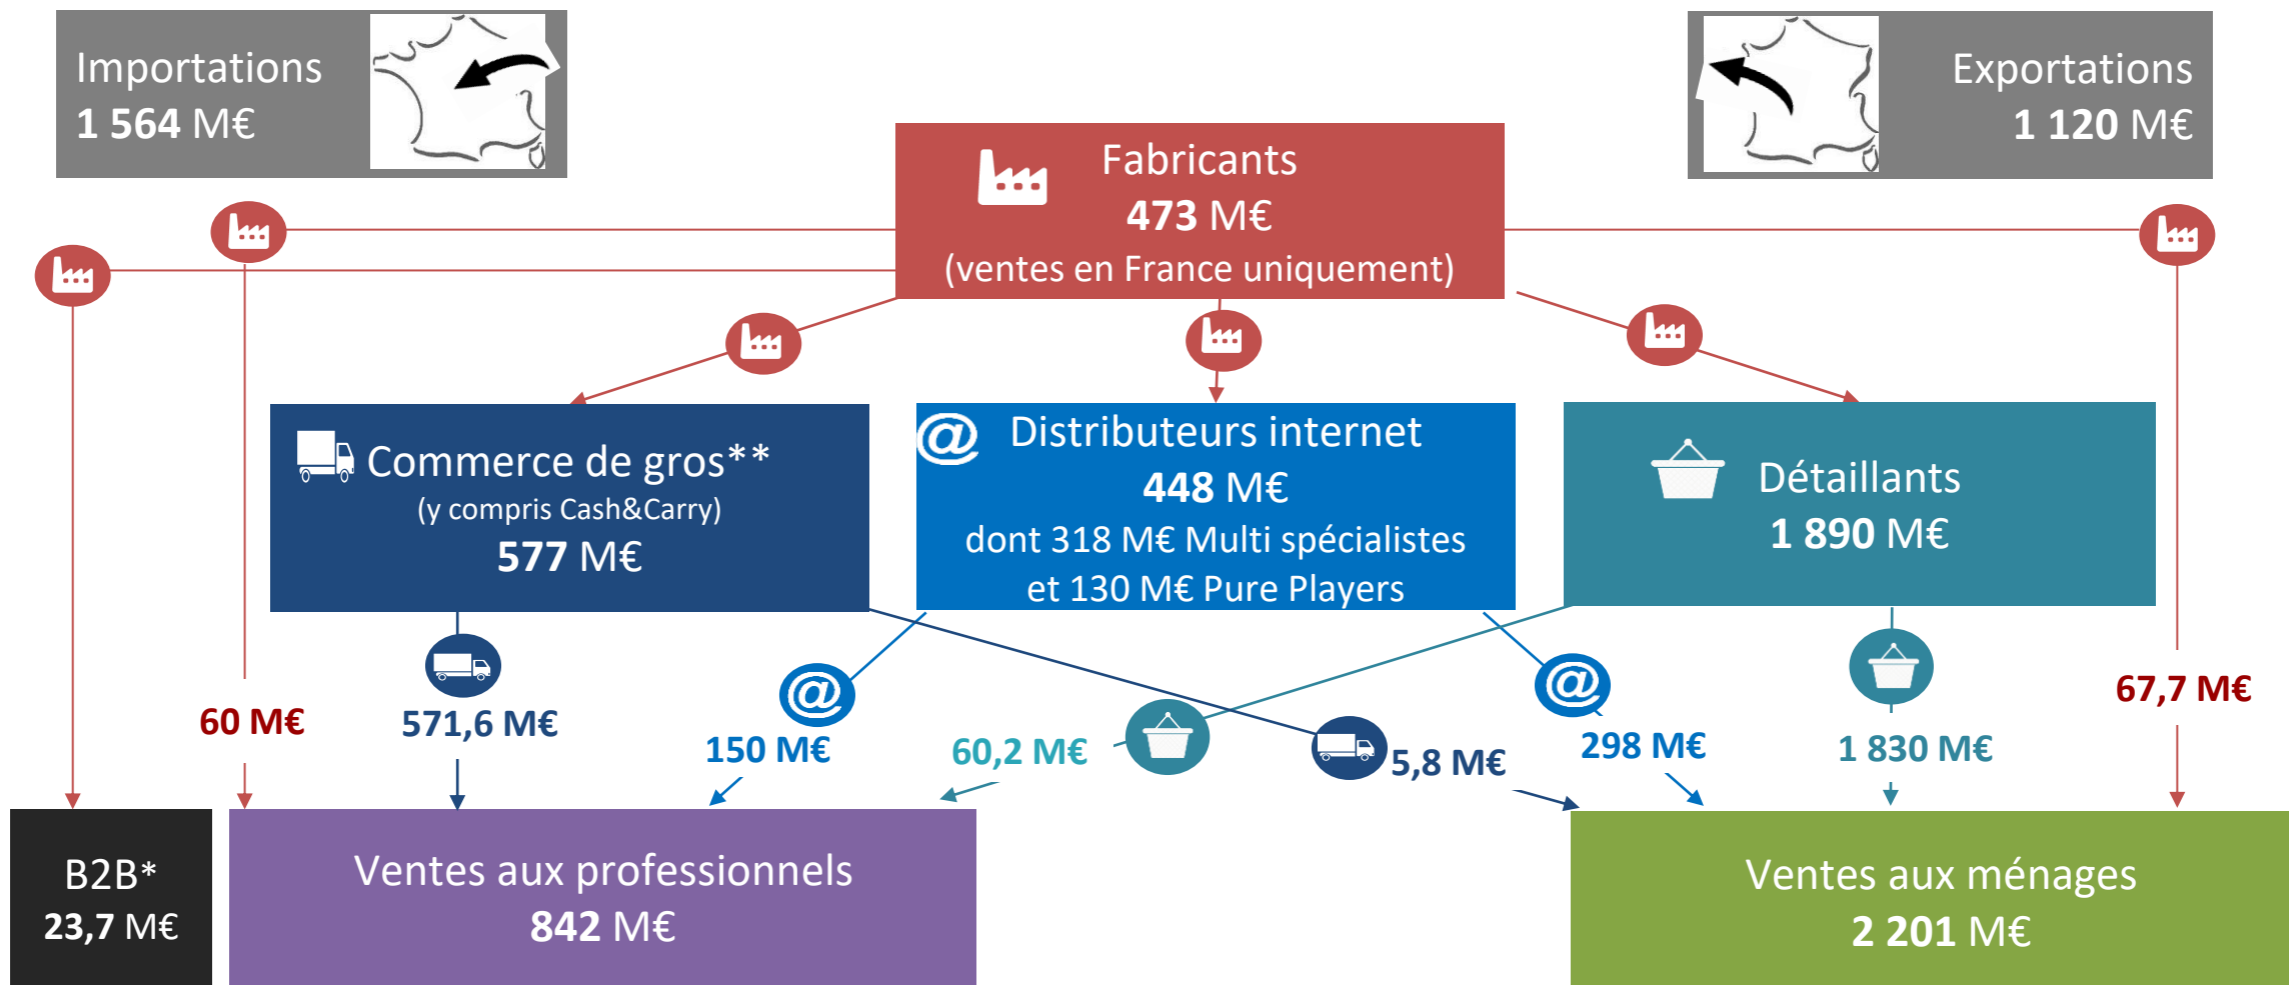 Importations
1 564 M€
Exportations
1 120 M€
Fabricants
473 M€
(ventes en France uniquement)
Commerce de gros**
(y compris Cash&Carry)
577 M€
@ Distributeurs internet
448 M€
dont 318 M€ Multi spécialistes
et 130 M€ Pure Players
Détaillants
1 890 M€
60 M€
571,6 M€
@
150 M€
60,2 M€
5,8 M€
@
298 M€
1 830 M€
67,7 M€
B2B*
23,7 M€
Ventes aux professionnels
842 M€
Ventes aux ménages
2 201 M€